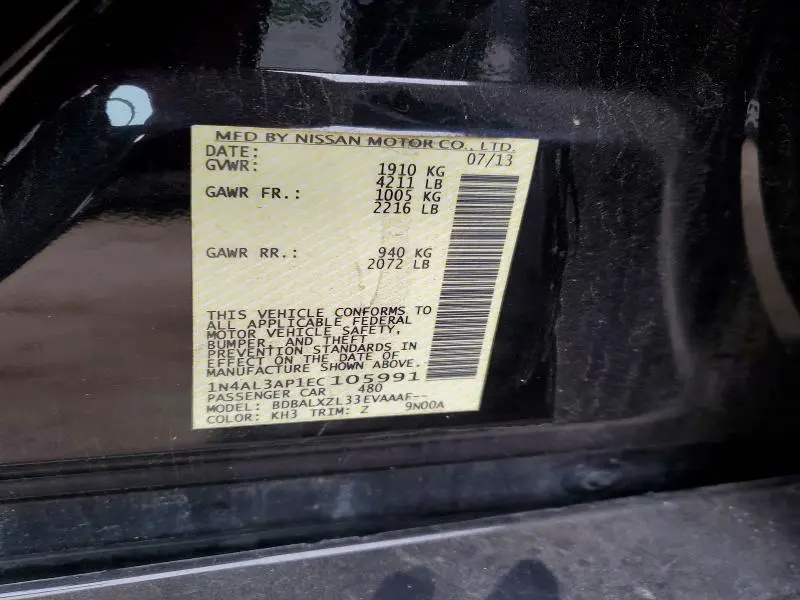 MFD BY NISSAN MOTOR CO., LTD.
DATE: 07/13
GVWR: 1910 KG
4211 LB
GAWR FR.: 1005 KG
2216 LB
GAWR RR.: 940 KG
2072 LB
THIS VEHICLE CONFORMS TO
ALL APPLICABLE FEDERAL
MOTOR VEHICLE SAFETY,
BUMPER, AND THEFT
PREVENTION STANDARDS IN
EFFECT ON THE DATE OF
MANUFACTURE SHOWN ABOVE.
1N4AL3AP1EC105991
PASSENGER CAR 480
MODEL: BDBALXZL33EVAAAF--
COLOR: KH3 TRIM: Z 9N00A